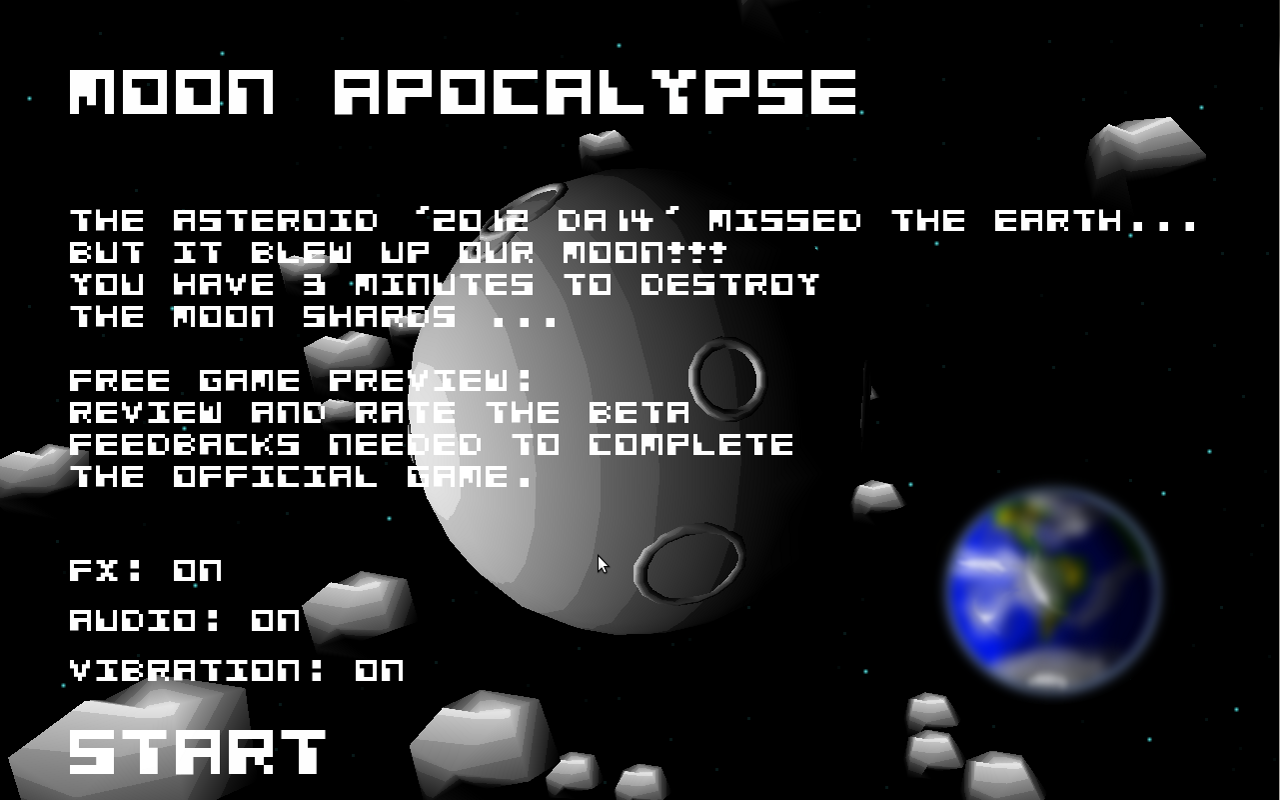 MOON APOCALYPSE
THE ASTEROID '2012 DA14' MISSED THE EARTH...
BUT IT BLEW UP OUR MOON!!!
YOU HAVE 3 MINUTES TO DESTROY
THE MOON SHARDS ...
FREE GAME PREVIEW:
REVIEW AND RATE THE BETA
FEEDBACKS NEEDED TO COMPLETE
THE OFFICIAL GAME.
FX: ON
AUDIO: ON
VIBRATION: ON
START